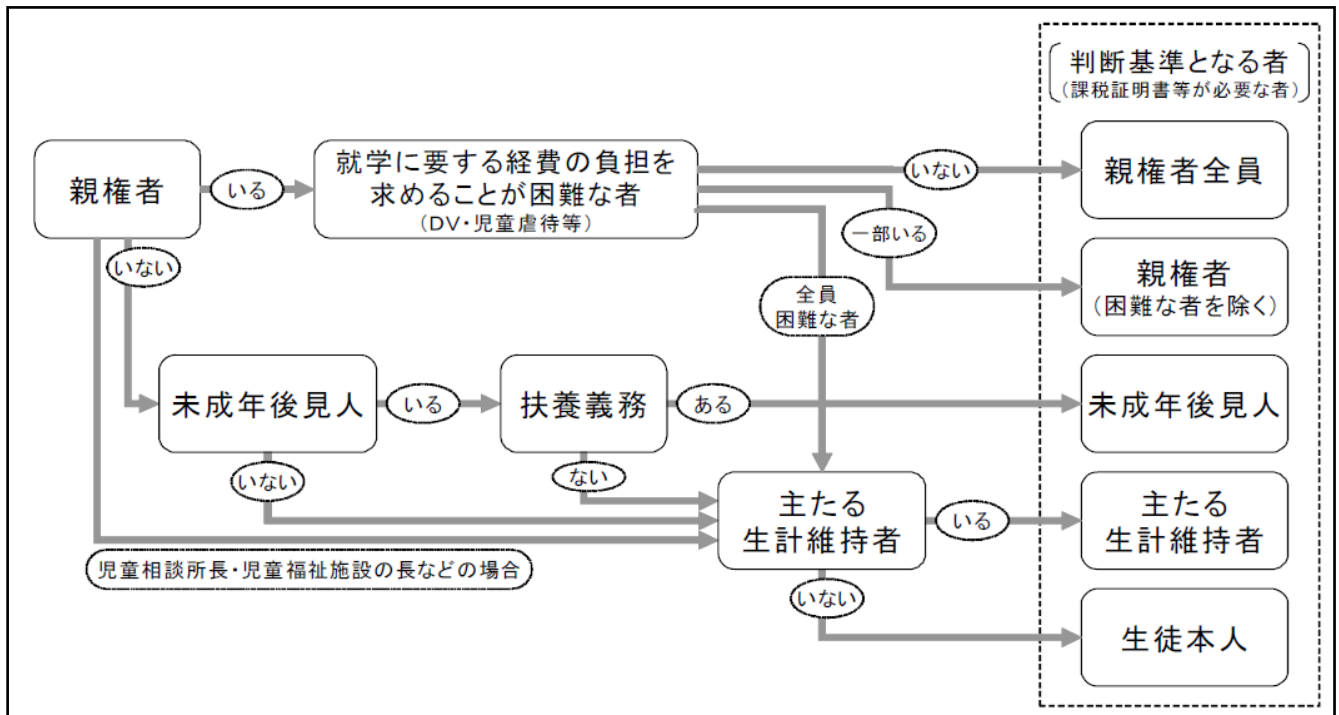 判断基準となる者
(課税証明書等が必要な者)
親権者
いる
就学に要する経費の負担を
求めることが困難な者
(DV・児童虐待等)
いない
親権者全員
一部いる
親権者
(困難な者を除く)
全員
困難な者
いない
未成年後見人
いる
扶養義務
ある
未成年後見人
いない
ない
主たる
生計維持者
いる
主たる
生計維持者
児童相談所長・児童福祉施設の長などの場合
いない
生徒本人